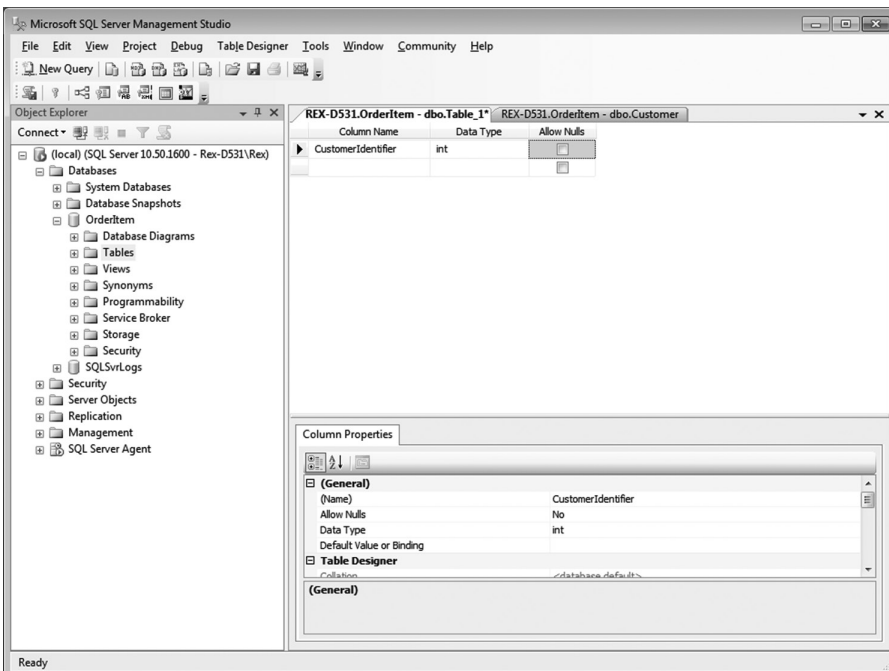 Microsoft SQL Server Management Studio
File Edit View Project Debug Table Designer Tools Window Community Help
New Query
Object Explorer
Connect
(local) (SQL Server 10.50.1600 - Rex-D531\Rex)
Databases
System Databases
Database Snapshots
OrderItem
Database Diagrams
Tables
Views
Synonyms
Programmability
Service Broker
Storage
Security
SQLSvrLogs
Security
Server Objects
Replication
Management
SQL Server Agent
REX-D531.OrderItem - dbo.Table_1* REX-D531.OrderItem - dbo.Customer
Column Name Data Type Allow Nulls
CustomerIdentifier int
Column Properties
(General)
(Name) CustomerIdentifier
Allow Nulls No
Data Type int
Default Value or Binding
Table Designer
Collation <database default>
(General)
Ready